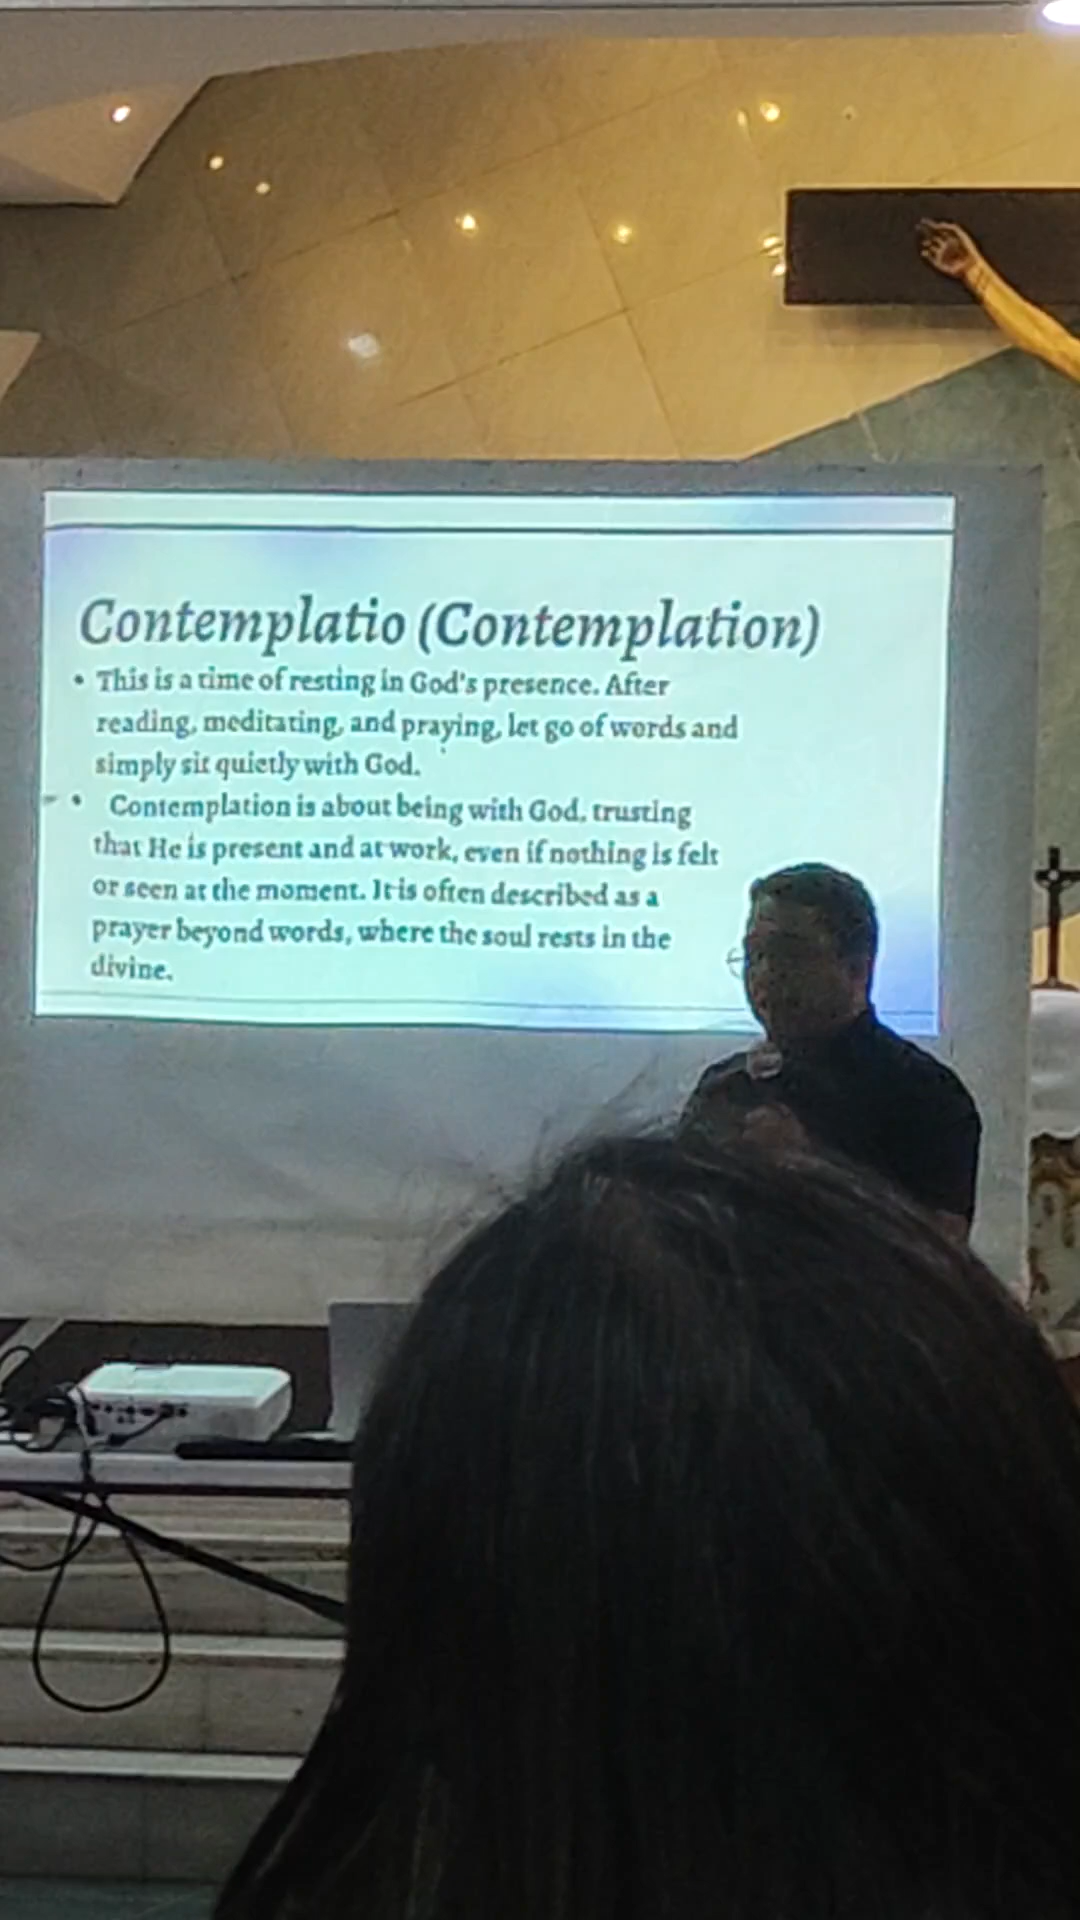 Contemplatio (Contemplation)
• This is a time of resting in God's presence. After
reading, meditating, and praying, let go of words and
simply sit quietly with God.
• Contemplation is about being with God, trusting
that He is present and at work, even if nothing is felt
or seen at the moment. It is often described as a
prayer beyond words, where the soul rests in the
divine.